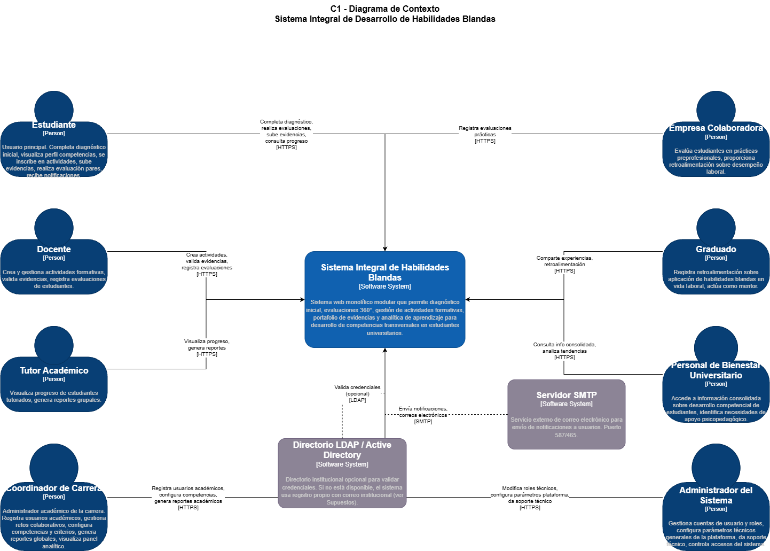 C1 - Diagrama de Contexto
Sistema Integral de Desarrollo de Habilidades Blandas
Estudiante
[Person]
Usuario principal. Completa diagnóstico
inicial, visualiza perfil competencias, se
inscribe en actividades, sube
evidencias, realiza evaluación pares,
recibe notificaciones.
Completa diagnóstico,
realiza evaluaciones,
sube evidencias,
consulta progreso
[HTTPS]
Registra evaluaciones
prácticas
[HTTPS]
Empresa Colaboradora
[Person]
Evalúa estudiantes en prácticas
preprofesionales, proporciona
retroalimentación sobre desempeño
laboral.
Docente
[Person]
Crea y gestiona actividades formativas,
valida evidencias, registra evaluaciones
de estudiantes.
Crea actividades,
valida evidencias,
registra evaluaciones
[HTTPS]
Sistema Integral de Habilidades
Blandas
[Software System]
Sistema web monolítico modular que permite diagnóstico
inicial, evaluaciones 360°, gestión de actividades formativas,
portafolio de evidencias y analítica de aprendizaje para
desarrollo de competencias transversales en estudiantes
universitarios.
Comparte experiencias,
retroalimentación
[HTTPS]
Graduado
[Person]
Registra retroalimentación sobre
aplicación de habilidades blandas en
vida laboral, actúa como mentor.
Tutor Académico
[Person]
Visualiza progreso de estudiantes
tutorados, genera reportes grupales.
Visualiza progreso,
genera reportes
[HTTPS]
Consulta info consolidada,
analiza tendencias
[HTTPS]
Personal de Bienestar
Universitario
[Person]
Accede a información consolidada
sobre desarrollo competencial de
estudiantes, identifica necesidades de
apoyo psicopedagógico.
Valida credenciales
(opcional)
[LDAP]
Envía notificaciones,
correos electrónicos
[SMTP]
Servidor SMTP
[Software System]
Servicio externo de correo electrónico para
envío de notificaciones a usuarios. Puerto
587/465.
Directorio LDAP / Active
Directory
[Software System]
Directorio institucional opcional para validar
credenciales. Si no está disponible, el sistema
usa registro propio con correo institucional (ver
Supuestos).
Coordinador de Carrera
[Person]
Administrador académico de la carrera.
Registra usuarios académicos, gestiona
roles colaborativos, configura
competencias y criterios, genera
reportes globales, visualiza panel
analítico
Registra usuarios académicos,
configura competencias,
genera reportes académicos
[HTTPS]
Modifica roles técnicos,
configura parámetros plataforma,
da soporte técnico
[HTTPS]
Administrador del
Sistema
[Person]
Gestiona cuentas de usuario y roles,
configura parámetros técnicos
generales de la plataforma, da soporte
técnico, controla accesos del sistema.